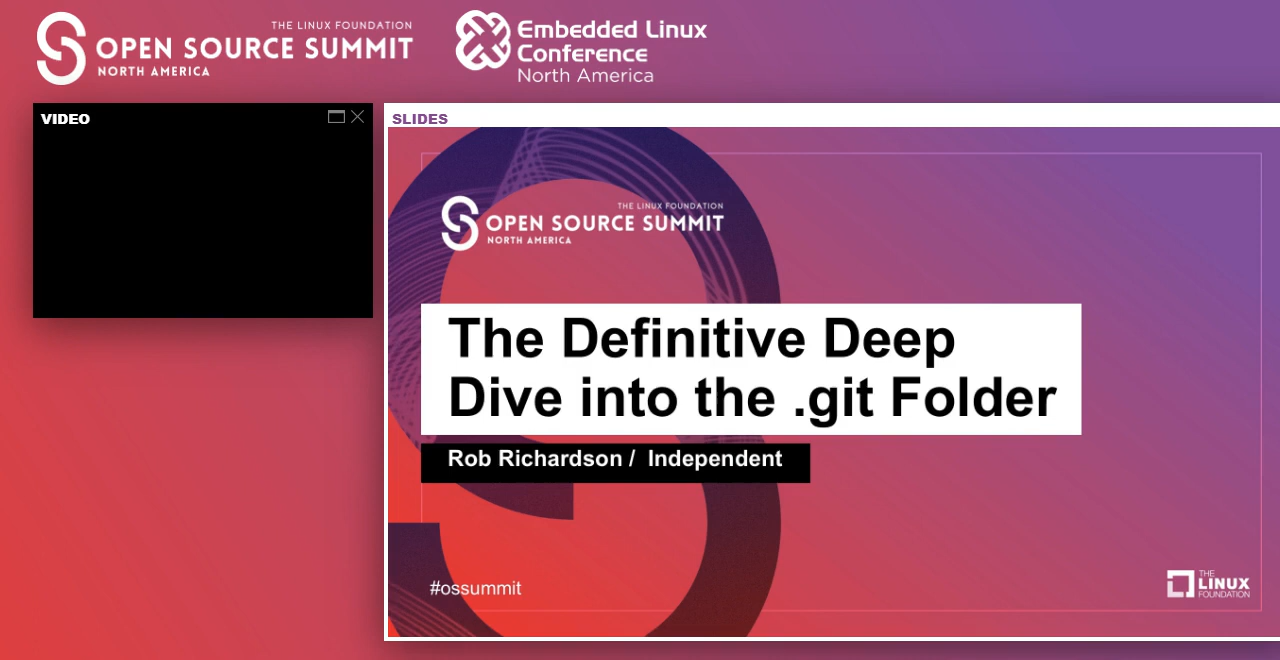 THE LINUX FOUNDATION
OPEN SOURCE SUMMIT
NORTH AMERICA
Embedded Linux
Conference
North America
VIDEO
SLIDES
THE LINUX FOUNDATION
OPEN SOURCE SUMMIT
NORTH AMERICA
The Definitive Deep
Dive into the .git Folder
Rob Richardson / Independent
#ossummit
THE
LINUX
FOUNDATION